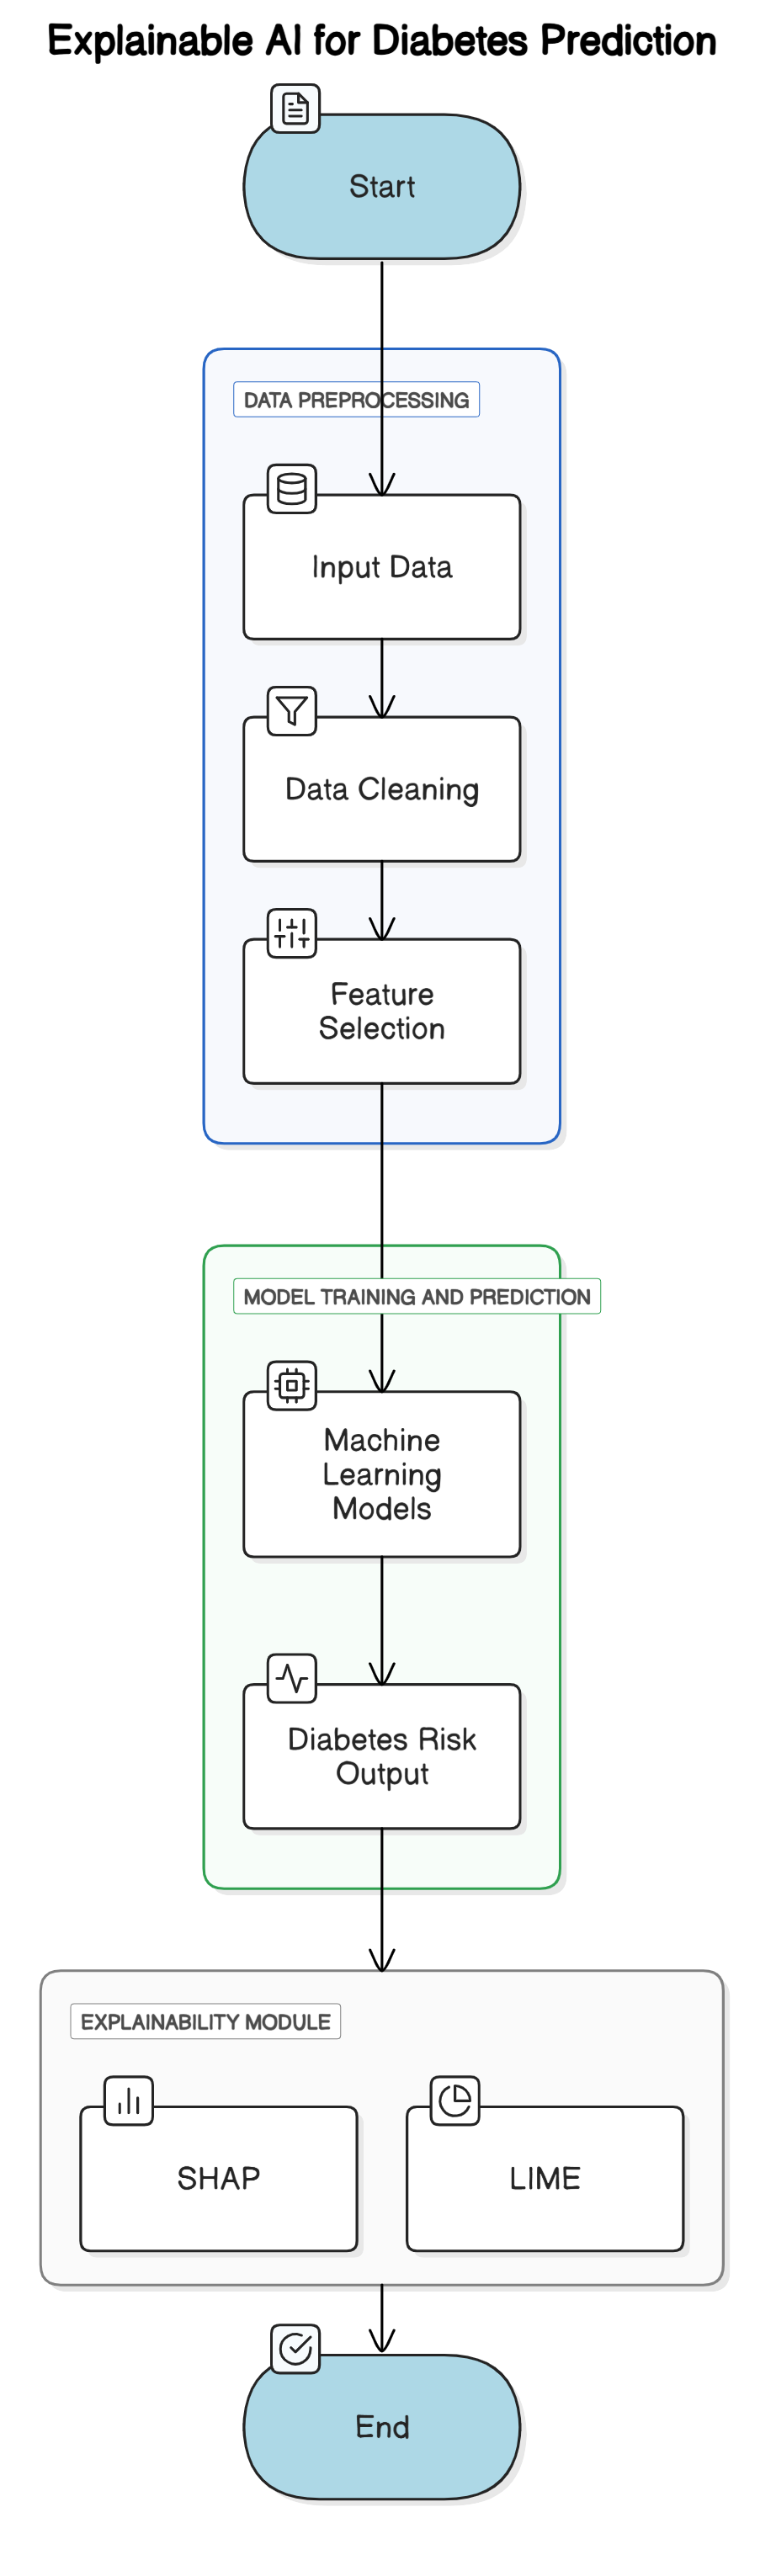 Explainable AI for Diabetes Prediction
Start
DATA PREPROCESSING
Input Data
Data Cleaning
Feature
Selection
MODEL TRAINING AND PREDICTION
Machine
Learning
Models
Diabetes Risk
Output
EXPLAINABILITY MODULE
SHAP
LIME
End